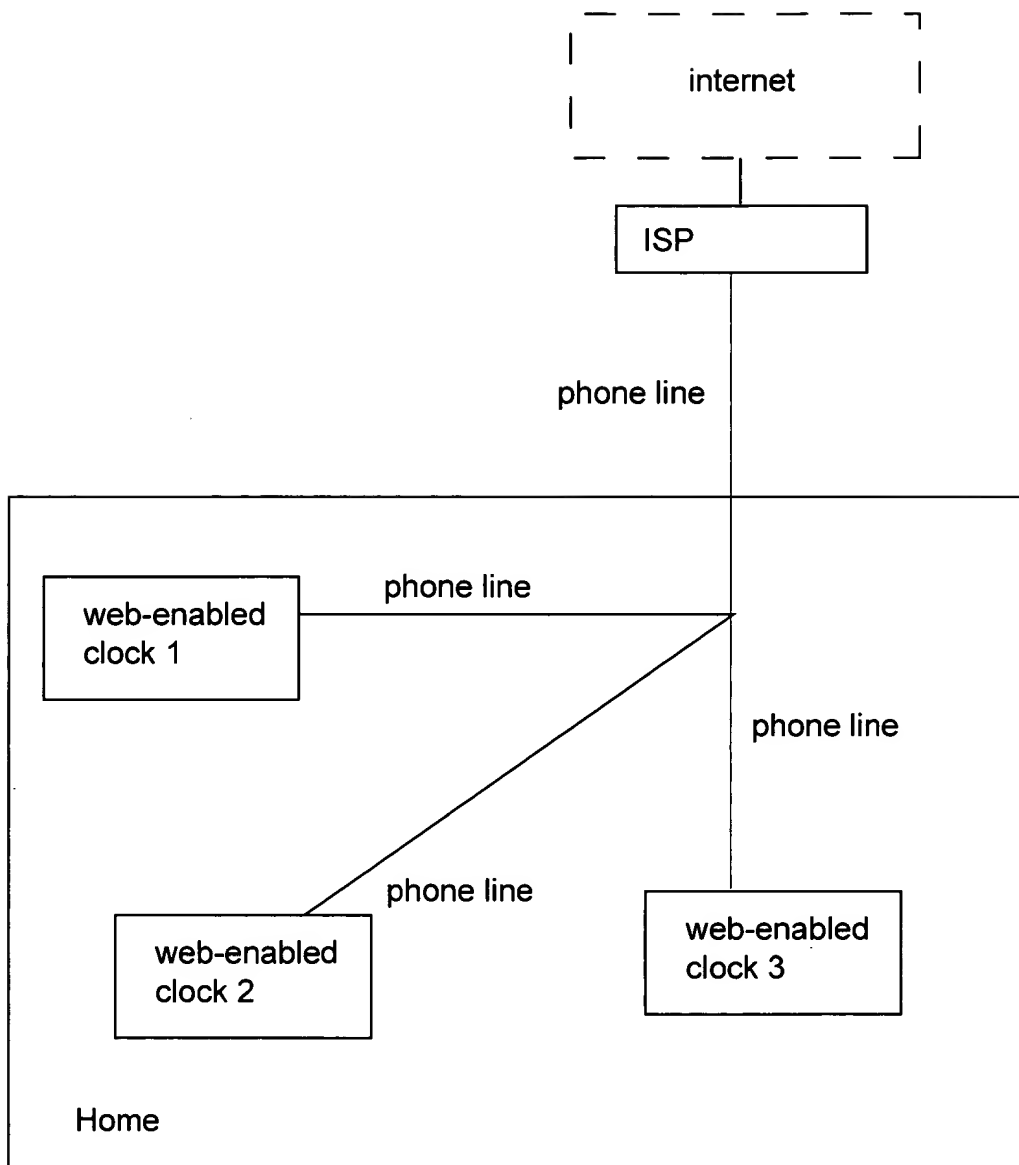 internet
ISP
phone line
phone line
web-enabled
clock 1
phone line
phone line
web-enabled
clock 2
web-enabled
clock 3
Home